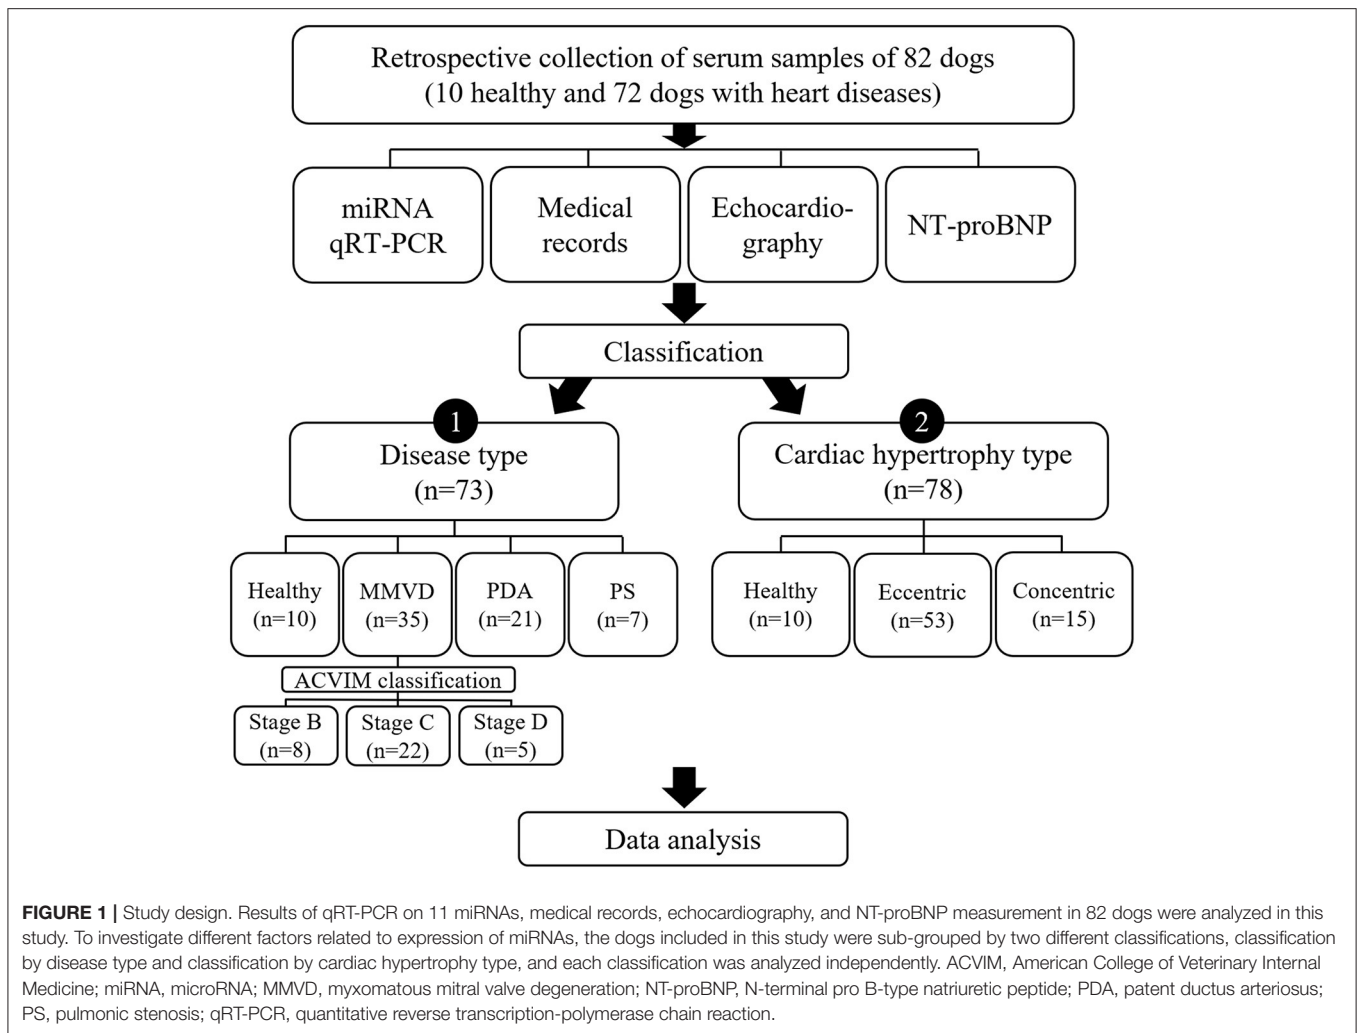 Retrospective collection of serum samples of 82 dogs
(10 healthy and 72 dogs with heart diseases)
miRNA
qRT-PCR
Medical
records
Echocardio-
graphy
NT-proBNP
Classification
1
Disease type
(n=73)
2
Cardiac hypertrophy type
(n=78)
Healthy
(n=10)
MMVD
(n=35)
PDA
(n=21)
PS
(n=7)
Healthy
(n=10)
Eccentric
(n=53)
Concentric
(n=15)
ACVIM classification
Stage B
(n=8)
Stage C
(n=22)
Stage D
(n=5)
Data analysis
FIGURE 1 | Study design. Results of qRT-PCR on 11 miRNAs, medical records, echocardiography, and NT-proBNP measurement in 82 dogs were analyzed in this
study. To investigate different factors related to expression of miRNAs, the dogs included in this study were sub-grouped by two different classifications, classification
by disease type and classification by cardiac hypertrophy type, and each classification was analyzed independently. ACVIM, American College of Veterinary Internal
Medicine; miRNA, microRNA; MMVD, myxomatous mitral valve degeneration; NT-proBNP, N-terminal pro B-type natriuretic peptide; PDA, patent ductus arteriosus;
PS, pulmonic stenosis; qRT-PCR, quantitative reverse transcription-polymerase chain reaction.